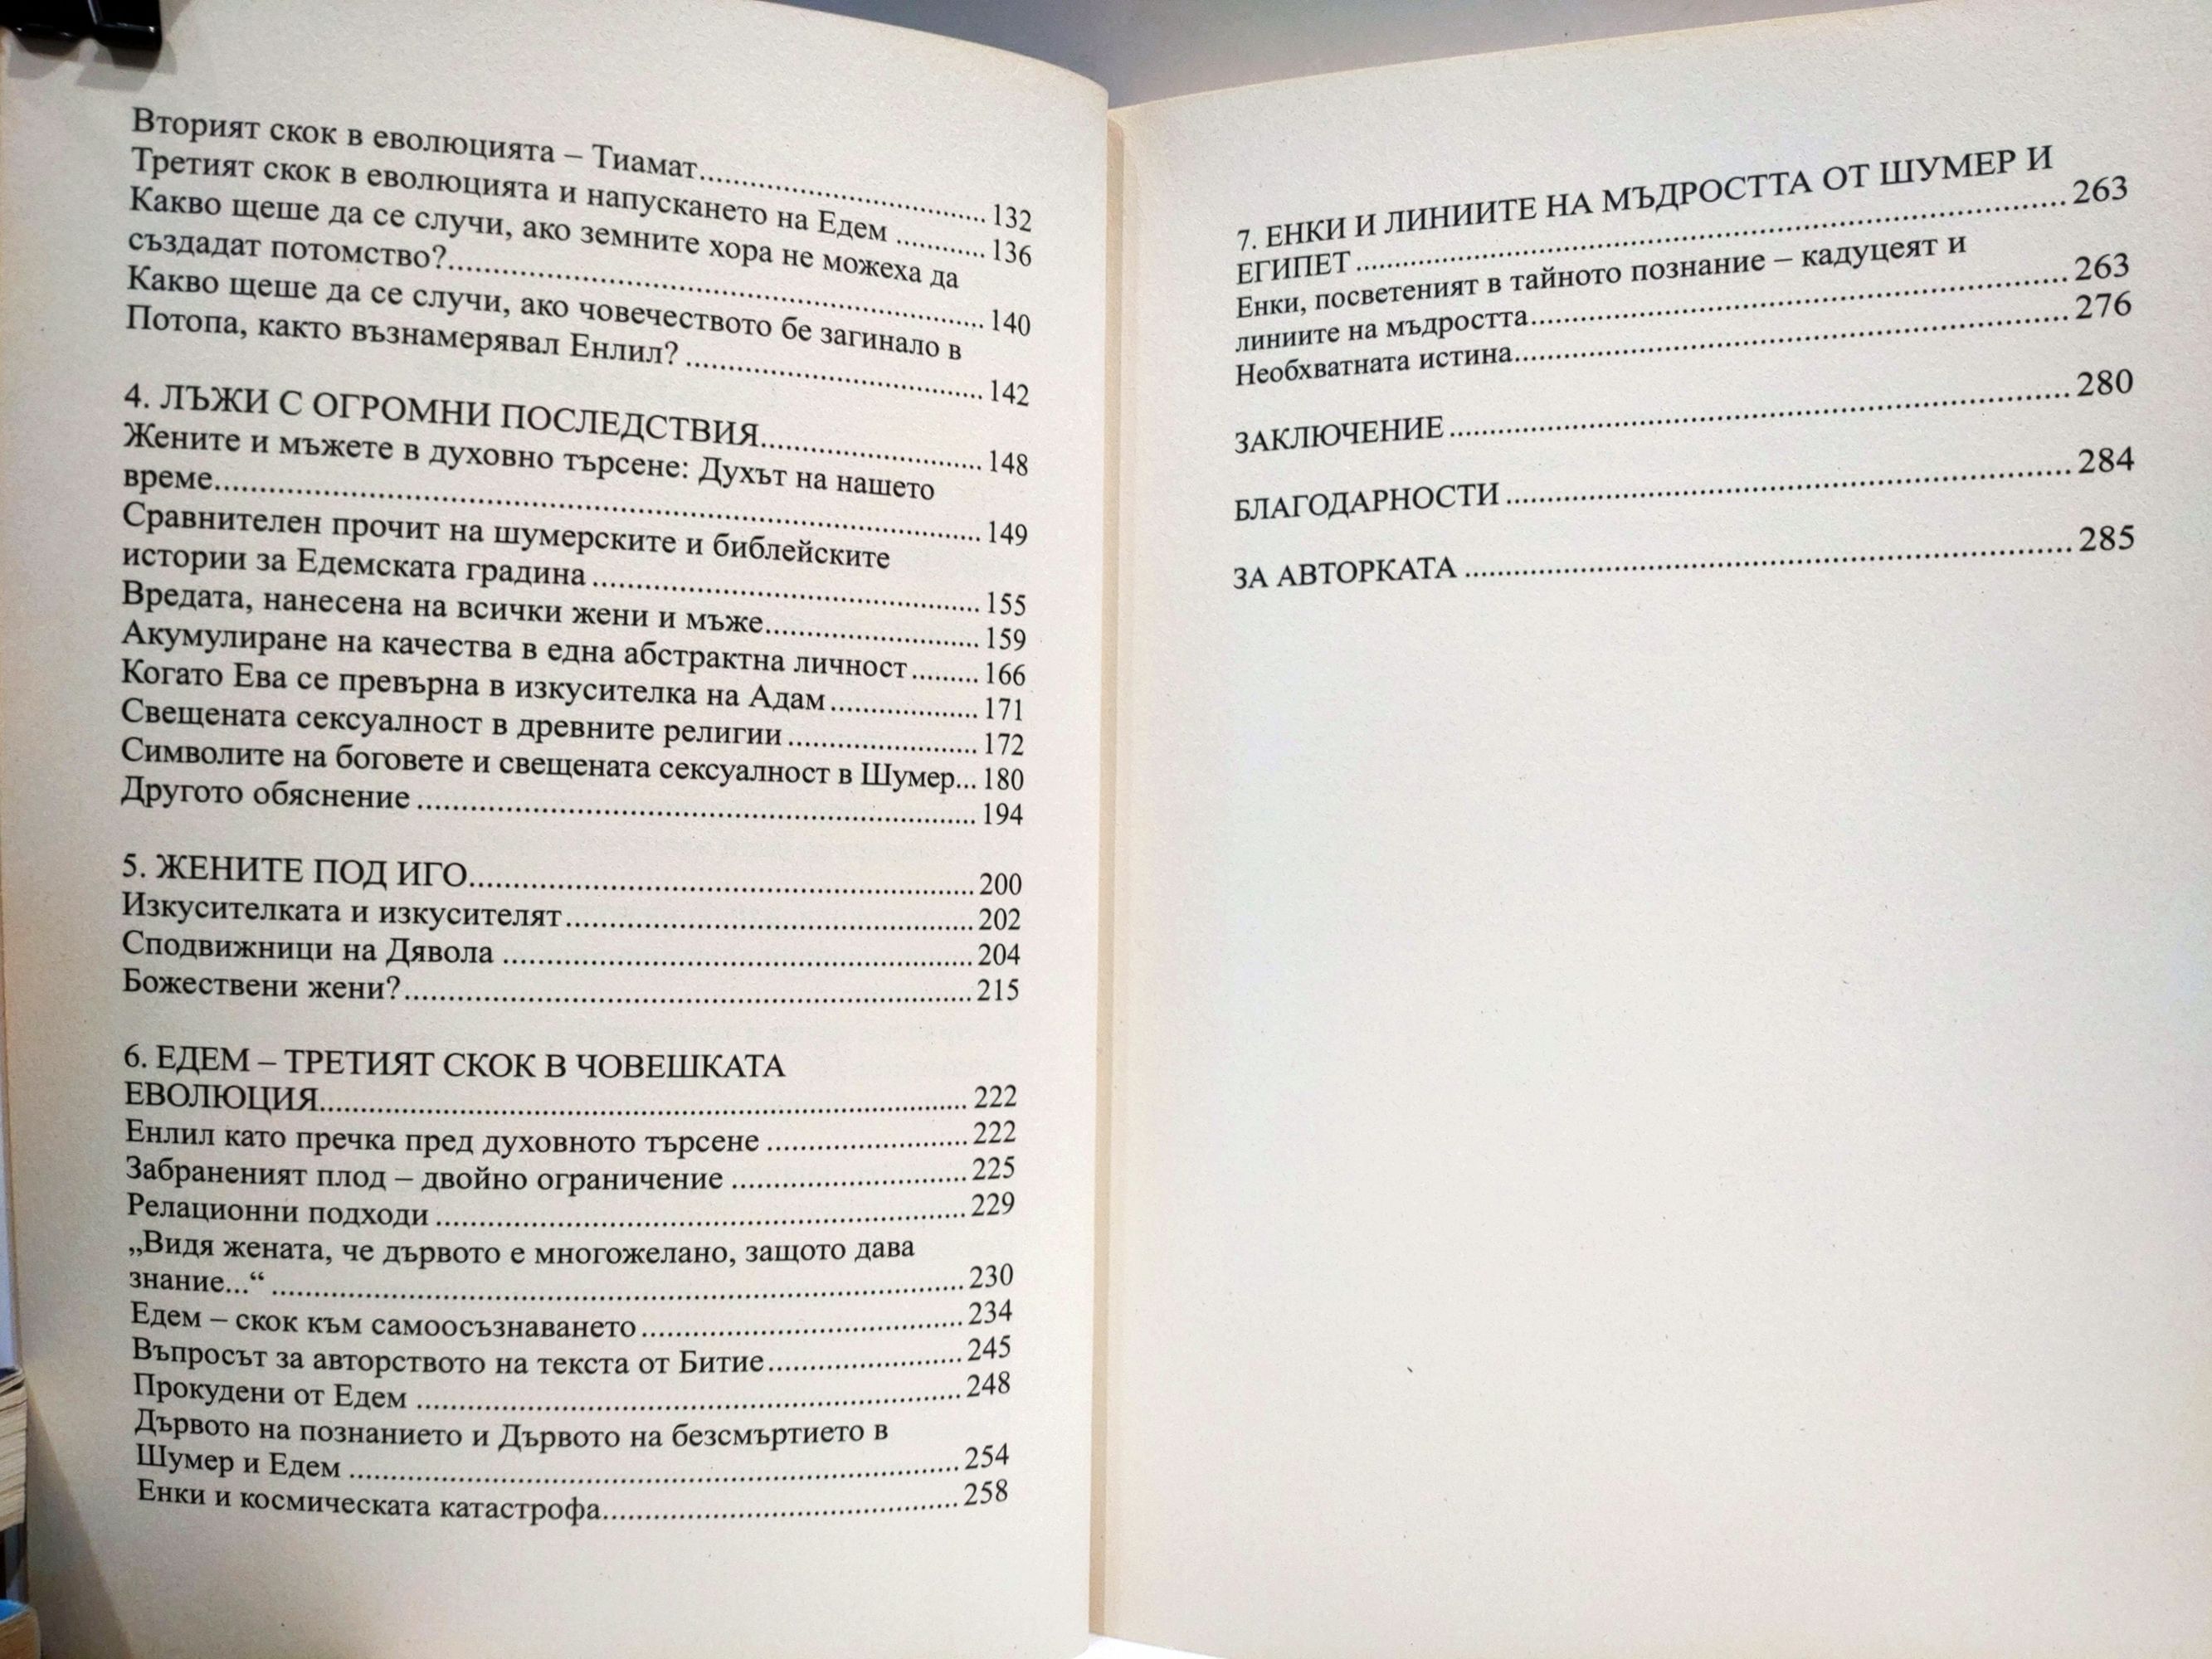 Вторият скок в еволюцията – Тиамат.................................... 132
Третият скок в еволюцията и напускането на Едем ........... 136
Какво щеше да се случи, ако земните хора не можеха да
създадат потомство?.................................................................... 140
Какво щеше да се случи, ако човечеството бе загинало в
Потопа, както възнамерявал Енлил? ..................................... 142
4. ЛЪЖИ С ОГРОМНИ ПОСЛЕДСТВИЯ........................... 148
Жените и мъжете в духовно търсене: Духът на нашето
време............................................................................................... 149
Сравнителен прочит на шумерските и библейските
истории за Едемската градина ................................................ 155
Вредата, нанесена на всички жени и мъже........................... 159
Акумулиране на качества в една абстрактна личност........ 166
Когато Ева се превърна в изкусителка на Адам .................. 171
Свещената сексуалност в древните религии ....................... 172
Символите на боговете и свещената сексуалност в Шумер... 180
Другото обяснение ..................................................................... 194
5. ЖЕНИТЕ ПОД ИГО............................................................... 200
Изкусителката и изкусителят.................................................. 202
Сподвижници на Дявола .......................................................... 204
Божествени жени?...................................................................... 215
6. ЕДЕМ – ТРЕТИЯТ СКОК В ЧОВЕШКАТА
ЕВОЛЮЦИЯ................................................................................ 222
Енлил като пречка пред духовното търсене ........................ 222
Забраненият плод – двойно ограничение ............................. 225
Релационни подходи .................................................................. 229
„Видя жената, че дървото е многожелано, защото дава
знание...“ ...................................................................................... 230
Едем – скок към самоосъзнаването ........................................ 234
Въпросът за авторството на текста от Битие........................ 245
Прокудени от Едем .................................................................... 248
Дървото на познанието и Дървото на безсмъртието в
Шумер и Едем ............................................................................. 254
Енки и космическата катастрофа............................................ 258
7. ЕНКИ И ЛИНИИТЕ НА МЪДРОСТТА ОТ ШУМЕР И
ЕГИПЕТ ........................................................................................ 263
Енки, посветеният в тайното познание – кадуцеят и
линиите на мъдростта................................................................ 263
Необхватната истина.................................................................. 276
ЗАКЛЮЧЕНИЕ ........................................................................... 280
БЛАГОДАРНОСТИ .................................................................... 284
ЗА АВТОРКАТА ......................................................................... 285